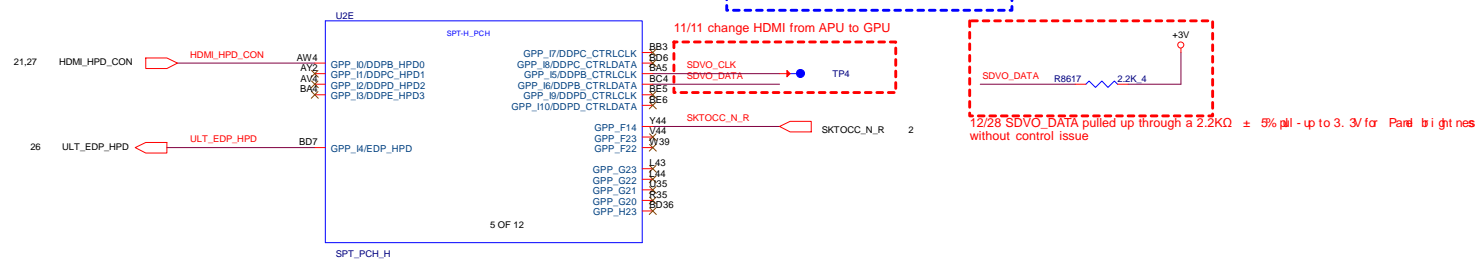 U2E
SPT-H_PCH
11/11 change HDMI from APU to GPU
+3V
21,27 HDMI_HPD_CON HDMI_HPD_CON AW4 GPP_I0/DDPB_HPD0
AY2 GPP_I1/DDPC_HPD1
AV4 GPP_I2/DDPD_HPD2
BA4 GPP_I3/DDPE_HPD3
GPP_I7/DDPC_CTRLCLK BB3
GPP_I8/DDPC_CTRLDATA BD6
GPP_I5/DDPB_CTRLCLK BA5 SDVO_CLK TP4
GPP_I6/DDPB_CTRLDATA BC4 SDVO_DATA
GPP_I9/DDPD_CTRLCLK BE5
GPP_I10/DDPD_CTRLDATA BE6
SDVO_DATA R8617 2.2K_4
12/28 SDVO_DATA pulled up through a 2.2KΩ ± 5% pull-up to 3.3V for Panel brightness
without control issue
GPP_F14 Y44 SKTOCC_N_R SKTOCC_N_R 2
GPP_F23 V44
GPP_F22 W39
26 ULT_EDP_HPD ULT_EDP_HPD BD7 GPP_I4/EDP_HPD
GPP_G23 L43
GPP_G22 L44
GPP_G21 U35
GPP_G20 R35
GPP_H23 BD36
5 OF 12
SPT_PCH_H